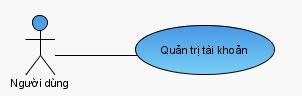 Quản trị tài khoản
Người dùng